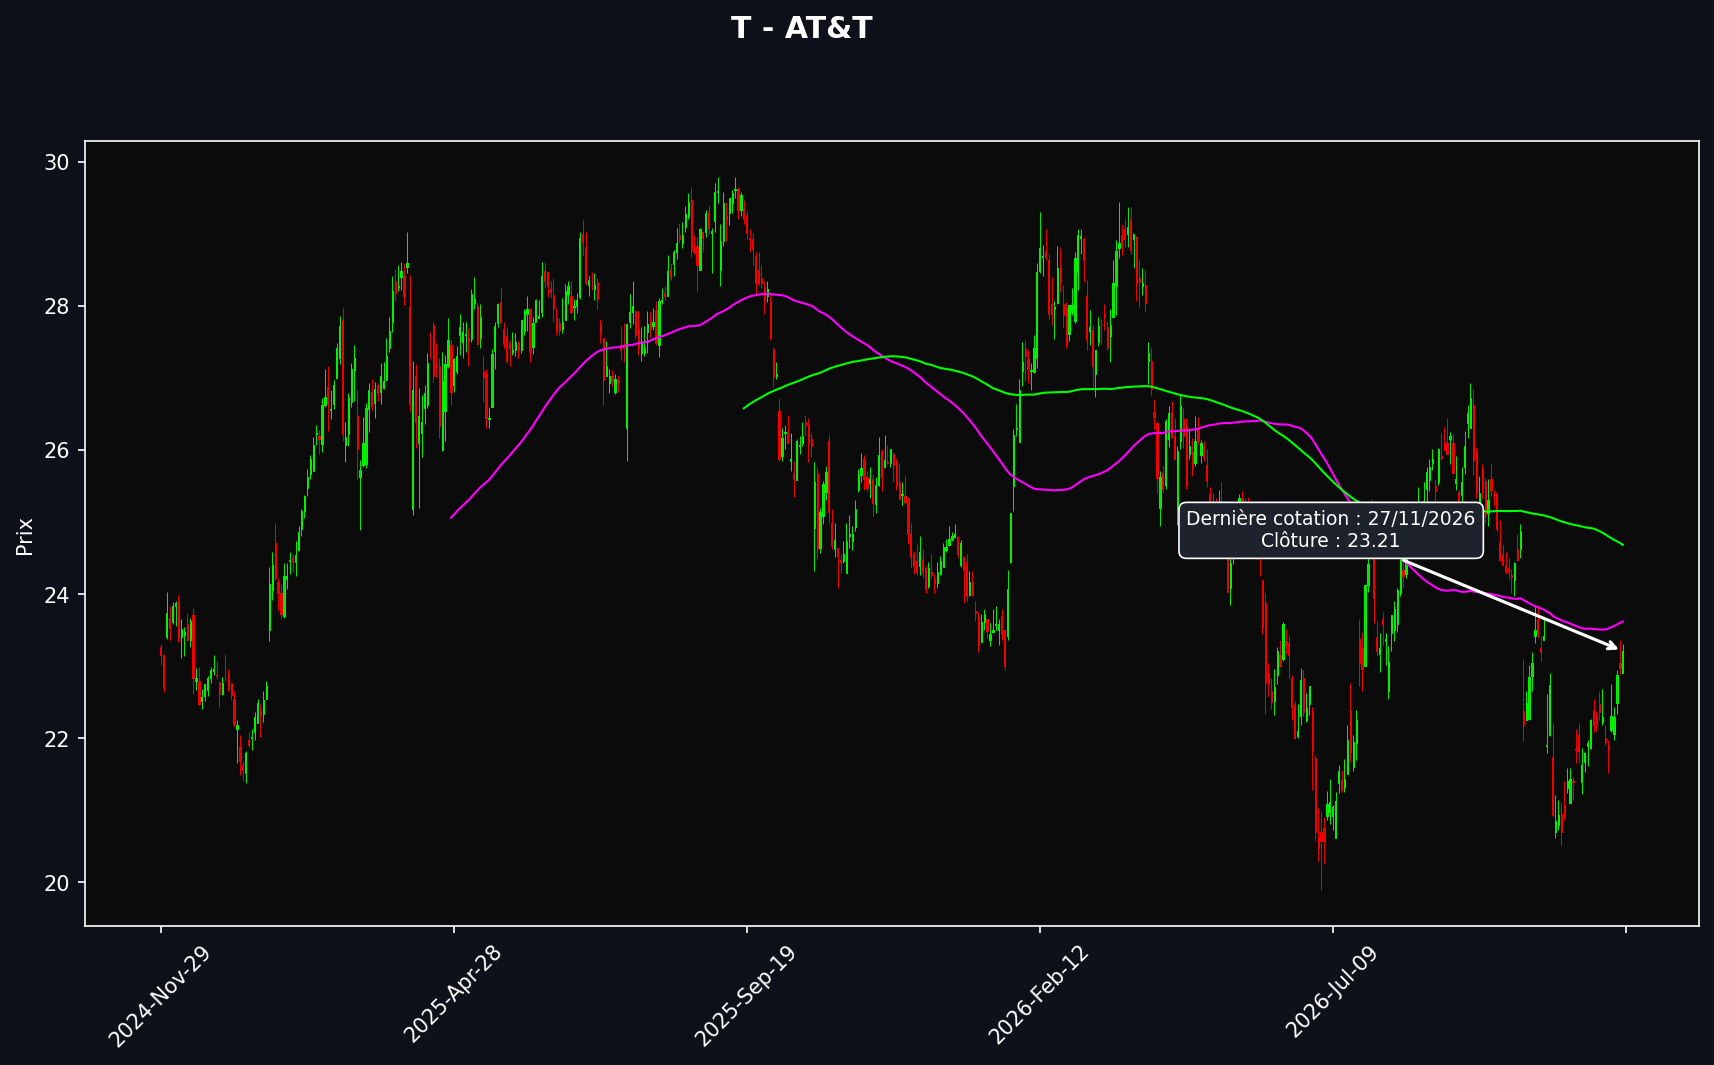 T - AT&T
Prix
30
28
26
24
22
20
Dernière cotation : 27/11/2026
Clôture : 23.21
2024-Nov-29
2025-Apr-28
2025-Sep-19
2026-Feb-12
2026-Jul-09